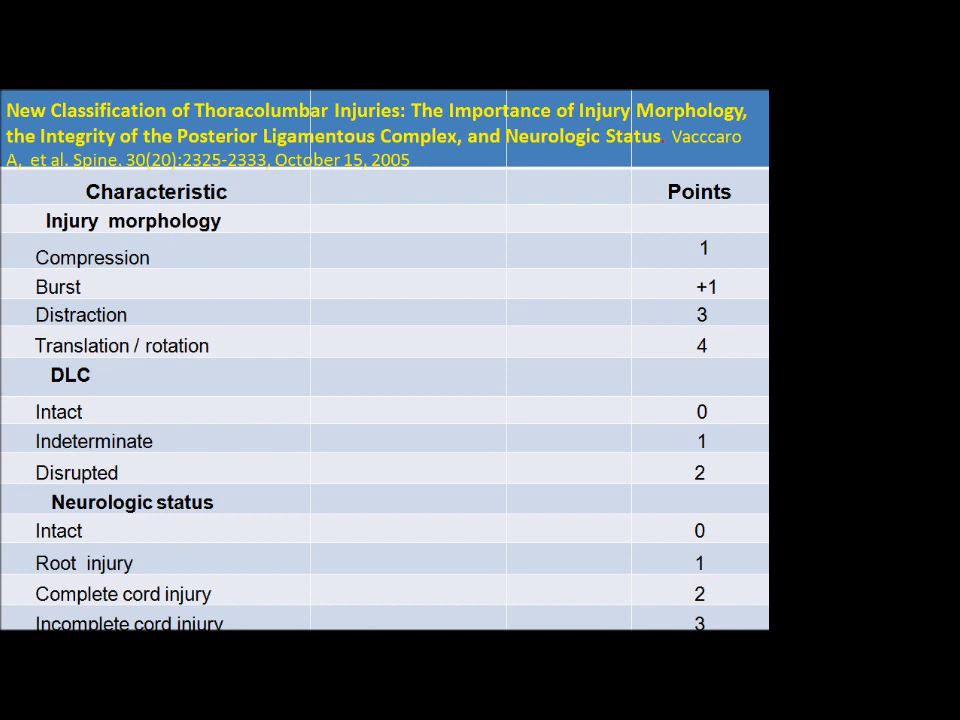 New Classification of Thoracolumbar Injuries: The Importance of Injury Morphology,
the Integrity of the Posterior Ligamentous Complex, and Neurologic Status. Vacccaro
A, et al. Spine. 30(20):2325-2333, October 15, 2005
Characteristic Points
Injury morphology
Compression 1
Burst +1
Distraction 3
Translation / rotation 4
DLC
Intact 0
Indeterminate 1
Disrupted 2
Neurologic status
Intact 0
Root injury 1
Complete cord injury 2
Incomplete cord injury 3